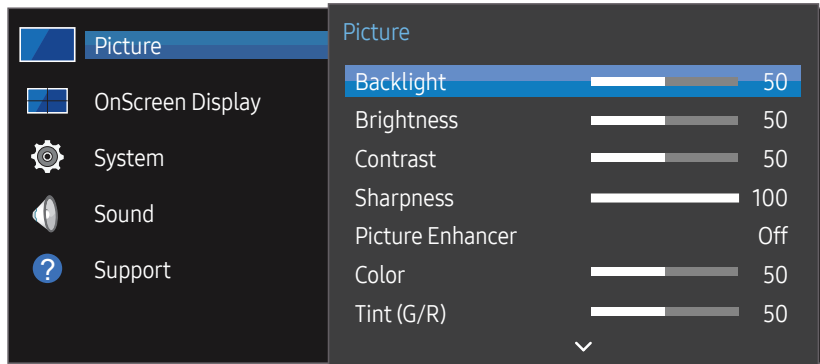 Picture
OnScreen Display
System
Sound
?
Support
Picture
Backlight 50
Brightness 50
Contrast 50
Sharpness 100
Picture Enhancer Off
Color 50
Tint (G/R) 50